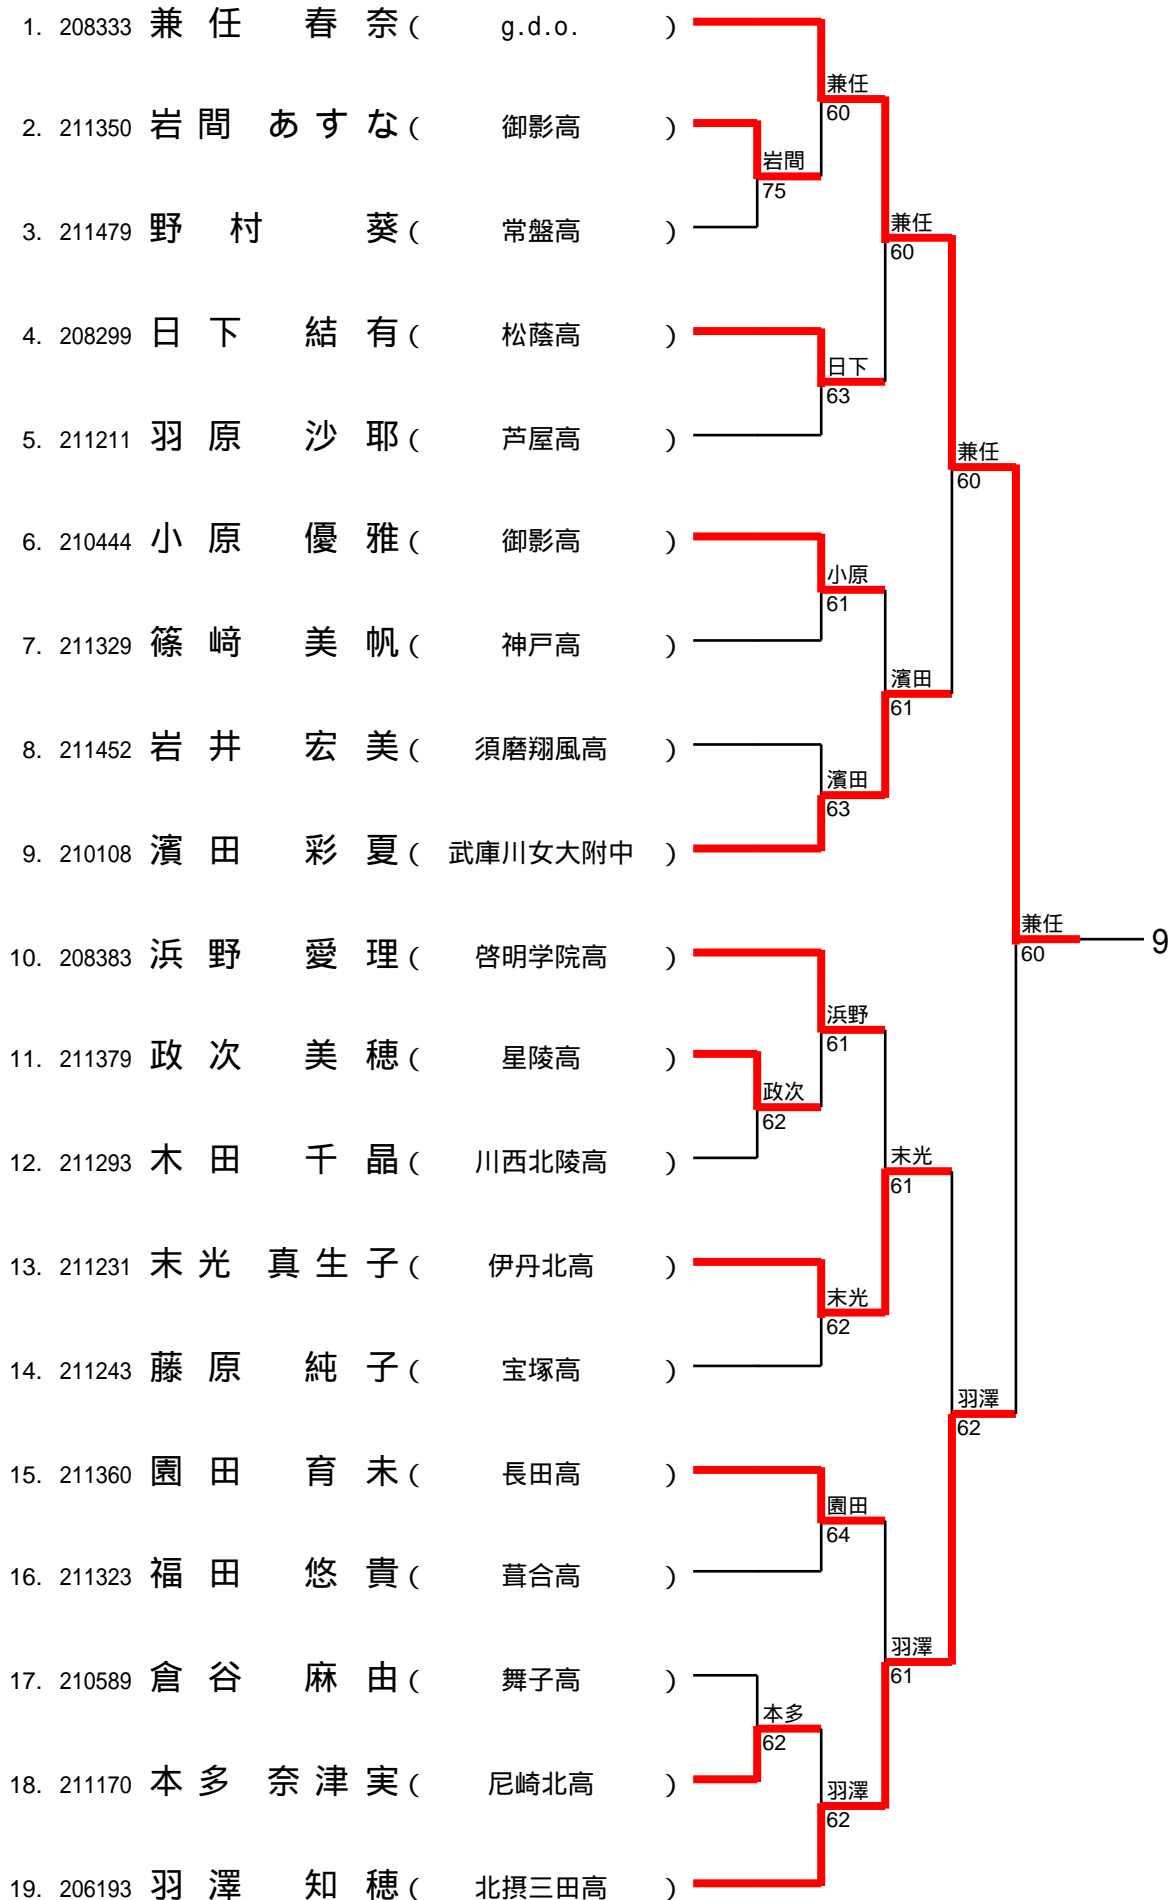 1. 208333 兼任 春奈 ( g.d.o. )
兼任
60
2. 211350 岩間 あすな ( 御影高 )
岩間
75
3. 211479 野村 葵 ( 常盤高 )
兼任
60
4. 208299 日下 結有 ( 松蔭高 )
日下
63
5. 211211 羽原 沙耶 ( 芦屋高 )
兼任
60
6. 210444 小原 優雅 ( 御影高 )
小原
61
7. 211329 篠﨑 美帆 ( 神戸高 )
濱田
61
8. 211452 岩井 宏美 ( 須磨翔風高 )
濱田
63
9. 210108 濱田 彩夏 ( 武庫川女大附中 )
兼任
60
9
10. 208383 浜野 愛理 ( 啓明学院高 )
浜野
61
11. 211379 政次 美穂 ( 星陵高 )
政次
62
12. 211293 木田 千晶 ( 川西北陵高 )
末光
61
13. 211231 末光 真生子 ( 伊丹北高 )
末光
62
14. 211243 藤原 純子 ( 宝塚高 )
羽澤
62
15. 211360 園田 育未 ( 長田高 )
園田
64
16. 211323 福田 悠貴 ( 葺合高 )
羽澤
61
17. 210589 倉谷 麻由 ( 舞子高 )
本多
62
18. 211170 本多 奈津実 ( 尼崎北高 )
羽澤
62
19. 206193 羽澤 知穂 ( 北摂三田高 )